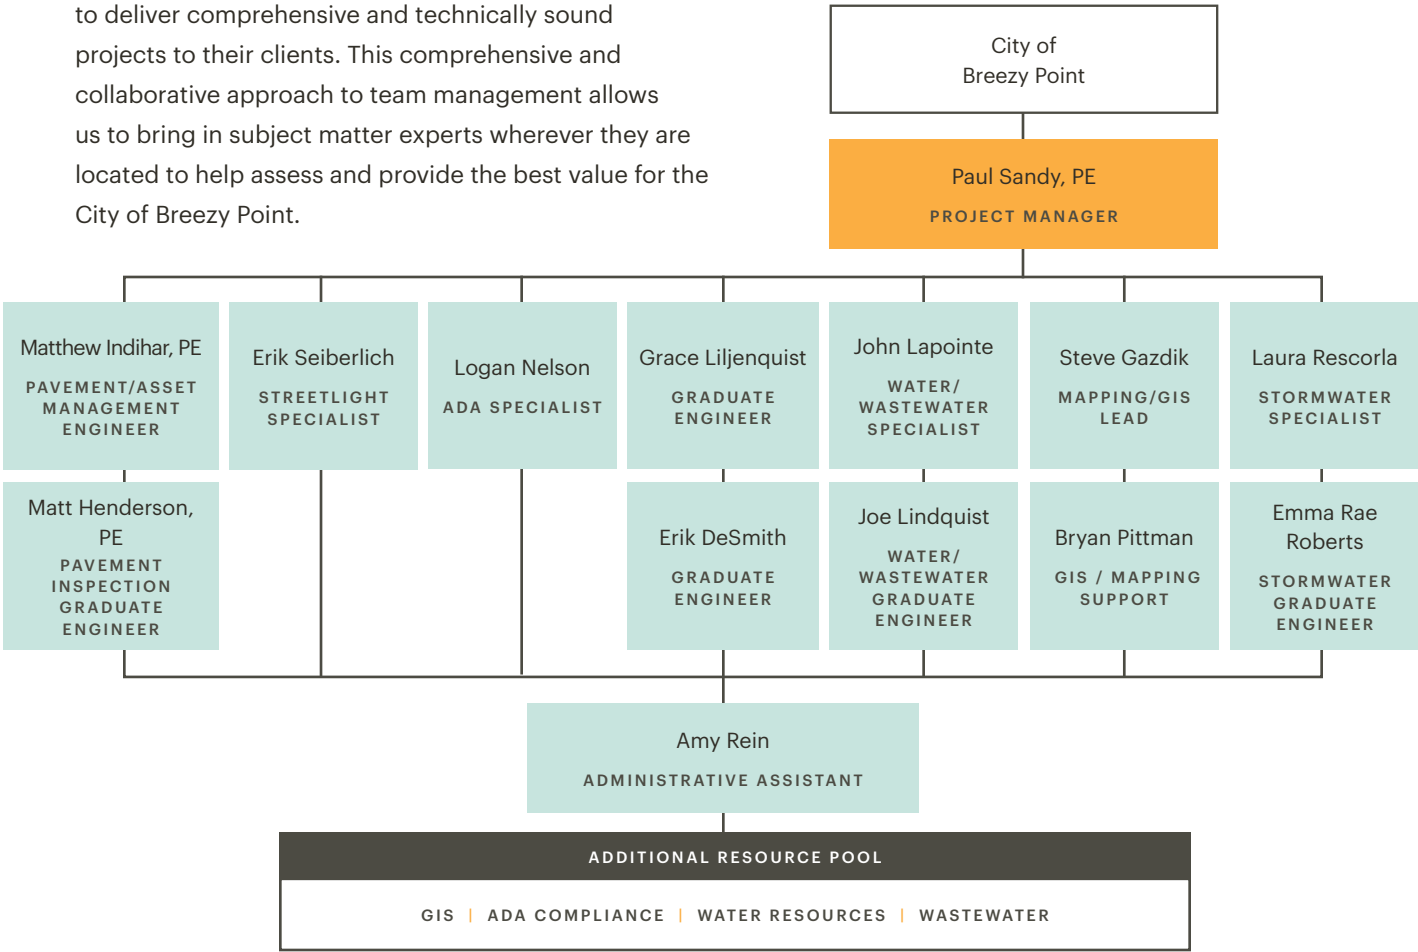 to deliver comprehensive and technically sound
projects to their clients. This comprehensive and
collaborative approach to team management allows
us to bring in subject matter experts wherever they are
located to help assess and provide the best value for the
City of Breezy Point.
City of
Breezy Point
Paul Sandy, PE
PROJECT MANAGER
Matthew Indihar, PE
PAVEMENT/ASSET
MANAGEMENT
ENGINEER
Erik Seiberlich
STREETLIGHT
SPECIALIST
Logan Nelson
ADA SPECIALIST
Grace Liljenquist
GRADUATE
ENGINEER
John Lapointe
WATER/
WASTEWATER
SPECIALIST
Steve Gazdik
MAPPING/GIS
LEAD
Laura Rescorla
STORMWATER
SPECIALIST
Matt Henderson,
PE
PAVEMENT
INSPECTION
GRADUATE
ENGINEER
Erik DeSmith
GRADUATE
ENGINEER
Joe Lindquist
WATER/
WASTEWATER
GRADUATE
ENGINEER
Bryan Pittman
GIS / MAPPING
SUPPORT
Emma Rae
Roberts
STORMWATER
GRADUATE
ENGINEER
Amy Rein
ADMINISTRATIVE ASSISTANT
ADDITIONAL RESOURCE POOL
GIS | ADA COMPLIANCE | WATER RESOURCES | WASTEWATER